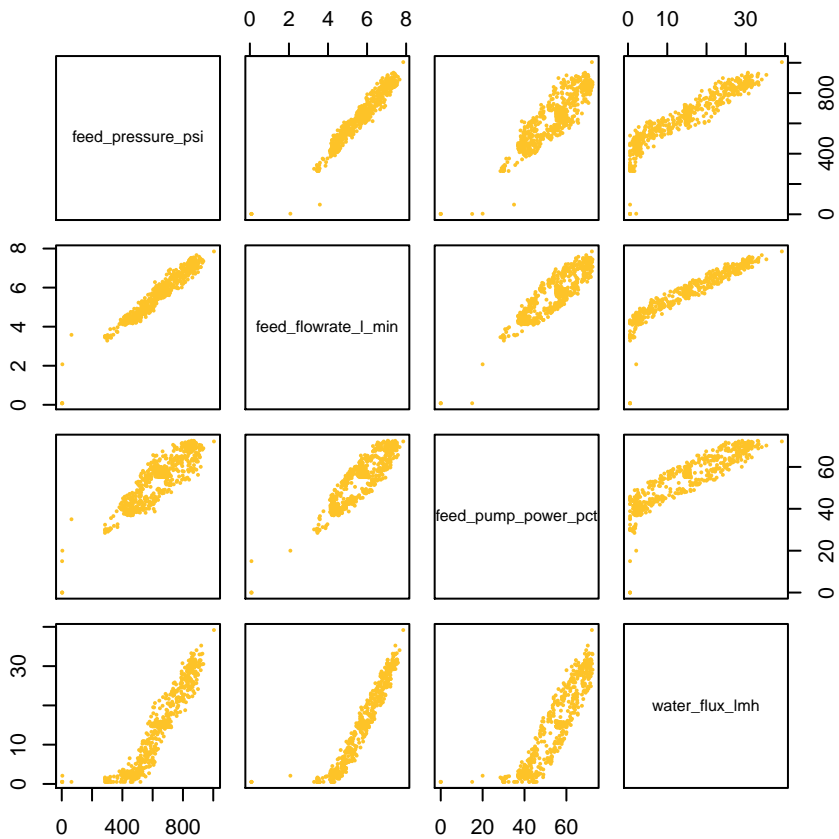 0 2 4 6 8
0 10 30
feed_pressure_psi
0 400 800
0 2 4 6 8
feed_flowrate_l_min
feed_pump_power_pct
0 20 40 60
0 10 30
water_flux_lmh
0 400 800
0 20 40 60